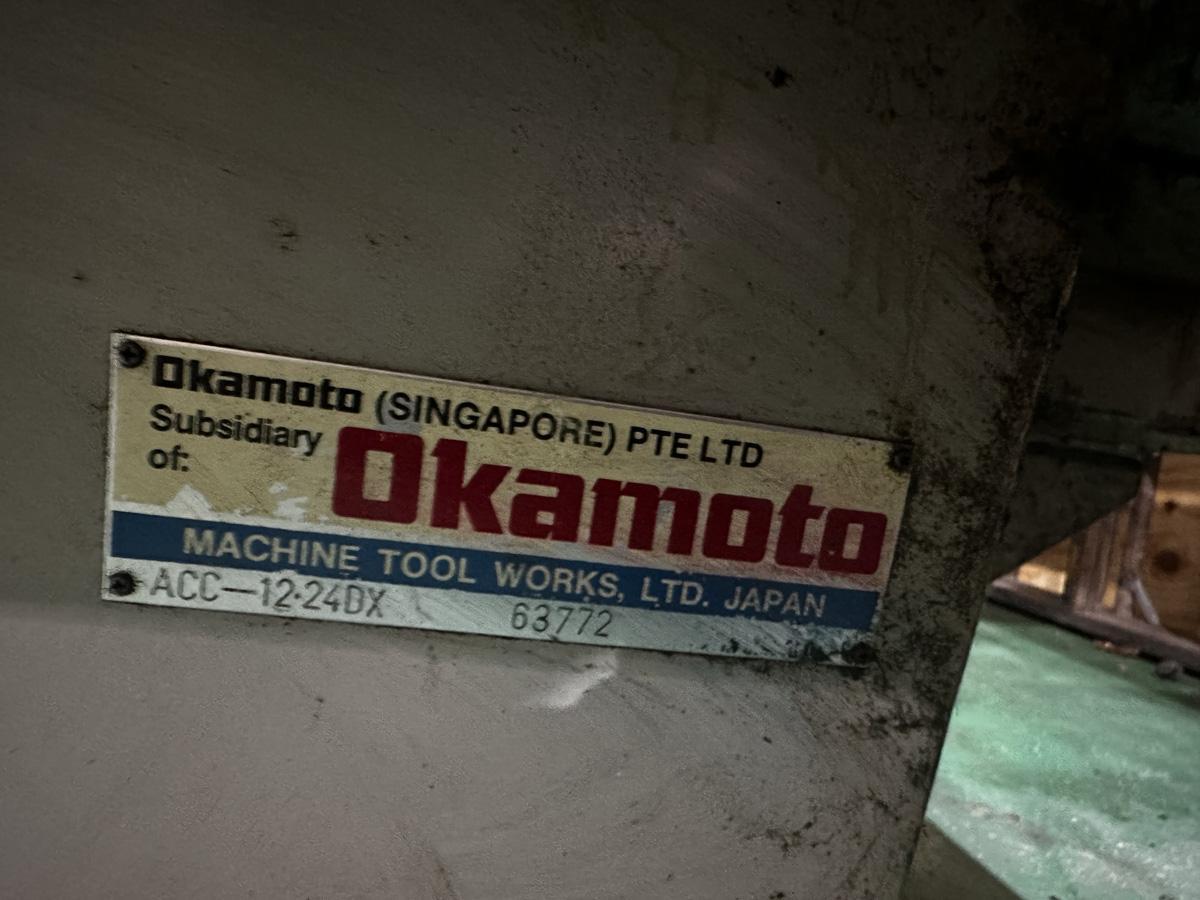 Okamoto (SINGAPORE) PTE LTD
Subsidiary
of:
Okamoto
MACHINE TOOL WORKS, LTD. JAPAN
ACC—12·24DX 63772